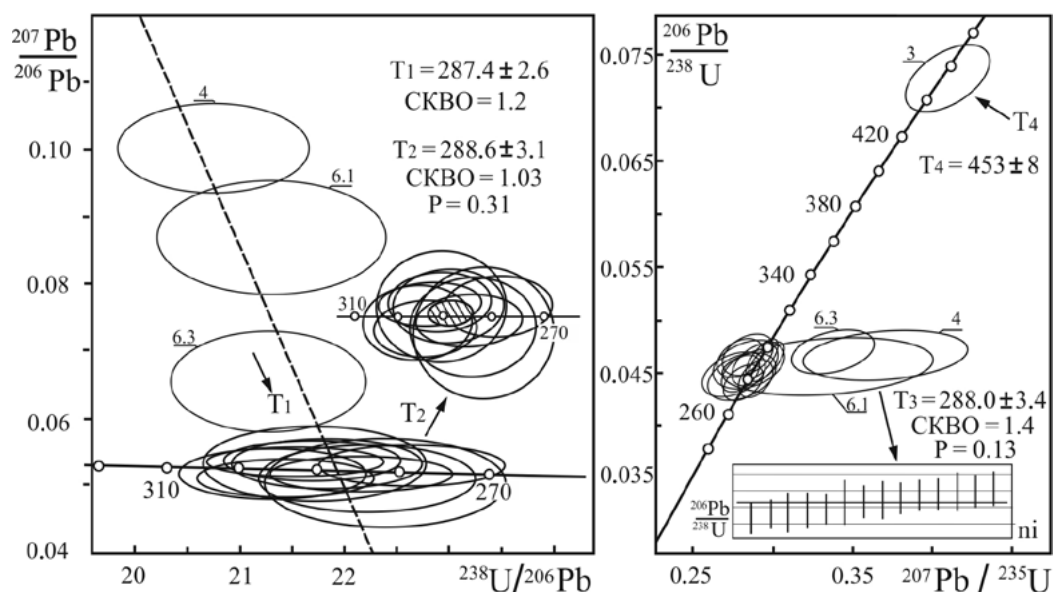 207Pb
206Pb
T1 = 287.4 ± 2.6
СКВО = 1.2
T2 = 288.6 ± 3.1
СКВО = 1.03
P = 0.31
4
6.1
6.3
T1
T2
310
270
310
270
0.10
0.08
0.06
0.04
20
21
22
238U/206Pb
206Pb
238U
3
T4
T4 = 453 ± 8
420
380
340
260
6.3
4
6.1
T3 = 288.0 ± 3.4
СКВО = 1.4
P = 0.13
206Pb
238U
ni
0.075
0.065
0.055
0.045
0.035
0.25
0.35
207Pb / 235U